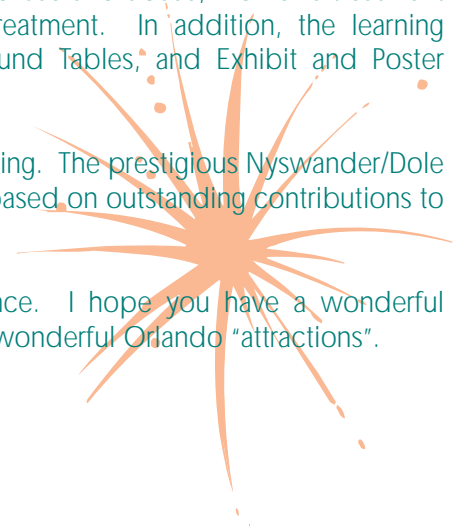 reatment. In addition, the learning
und Tables, and Exhibit and Poster
ing. The prestigious Nyswander/Dole
based on outstanding contributions to
nce. I hope you have a wonderful
wonderful Orlando “attractions”.